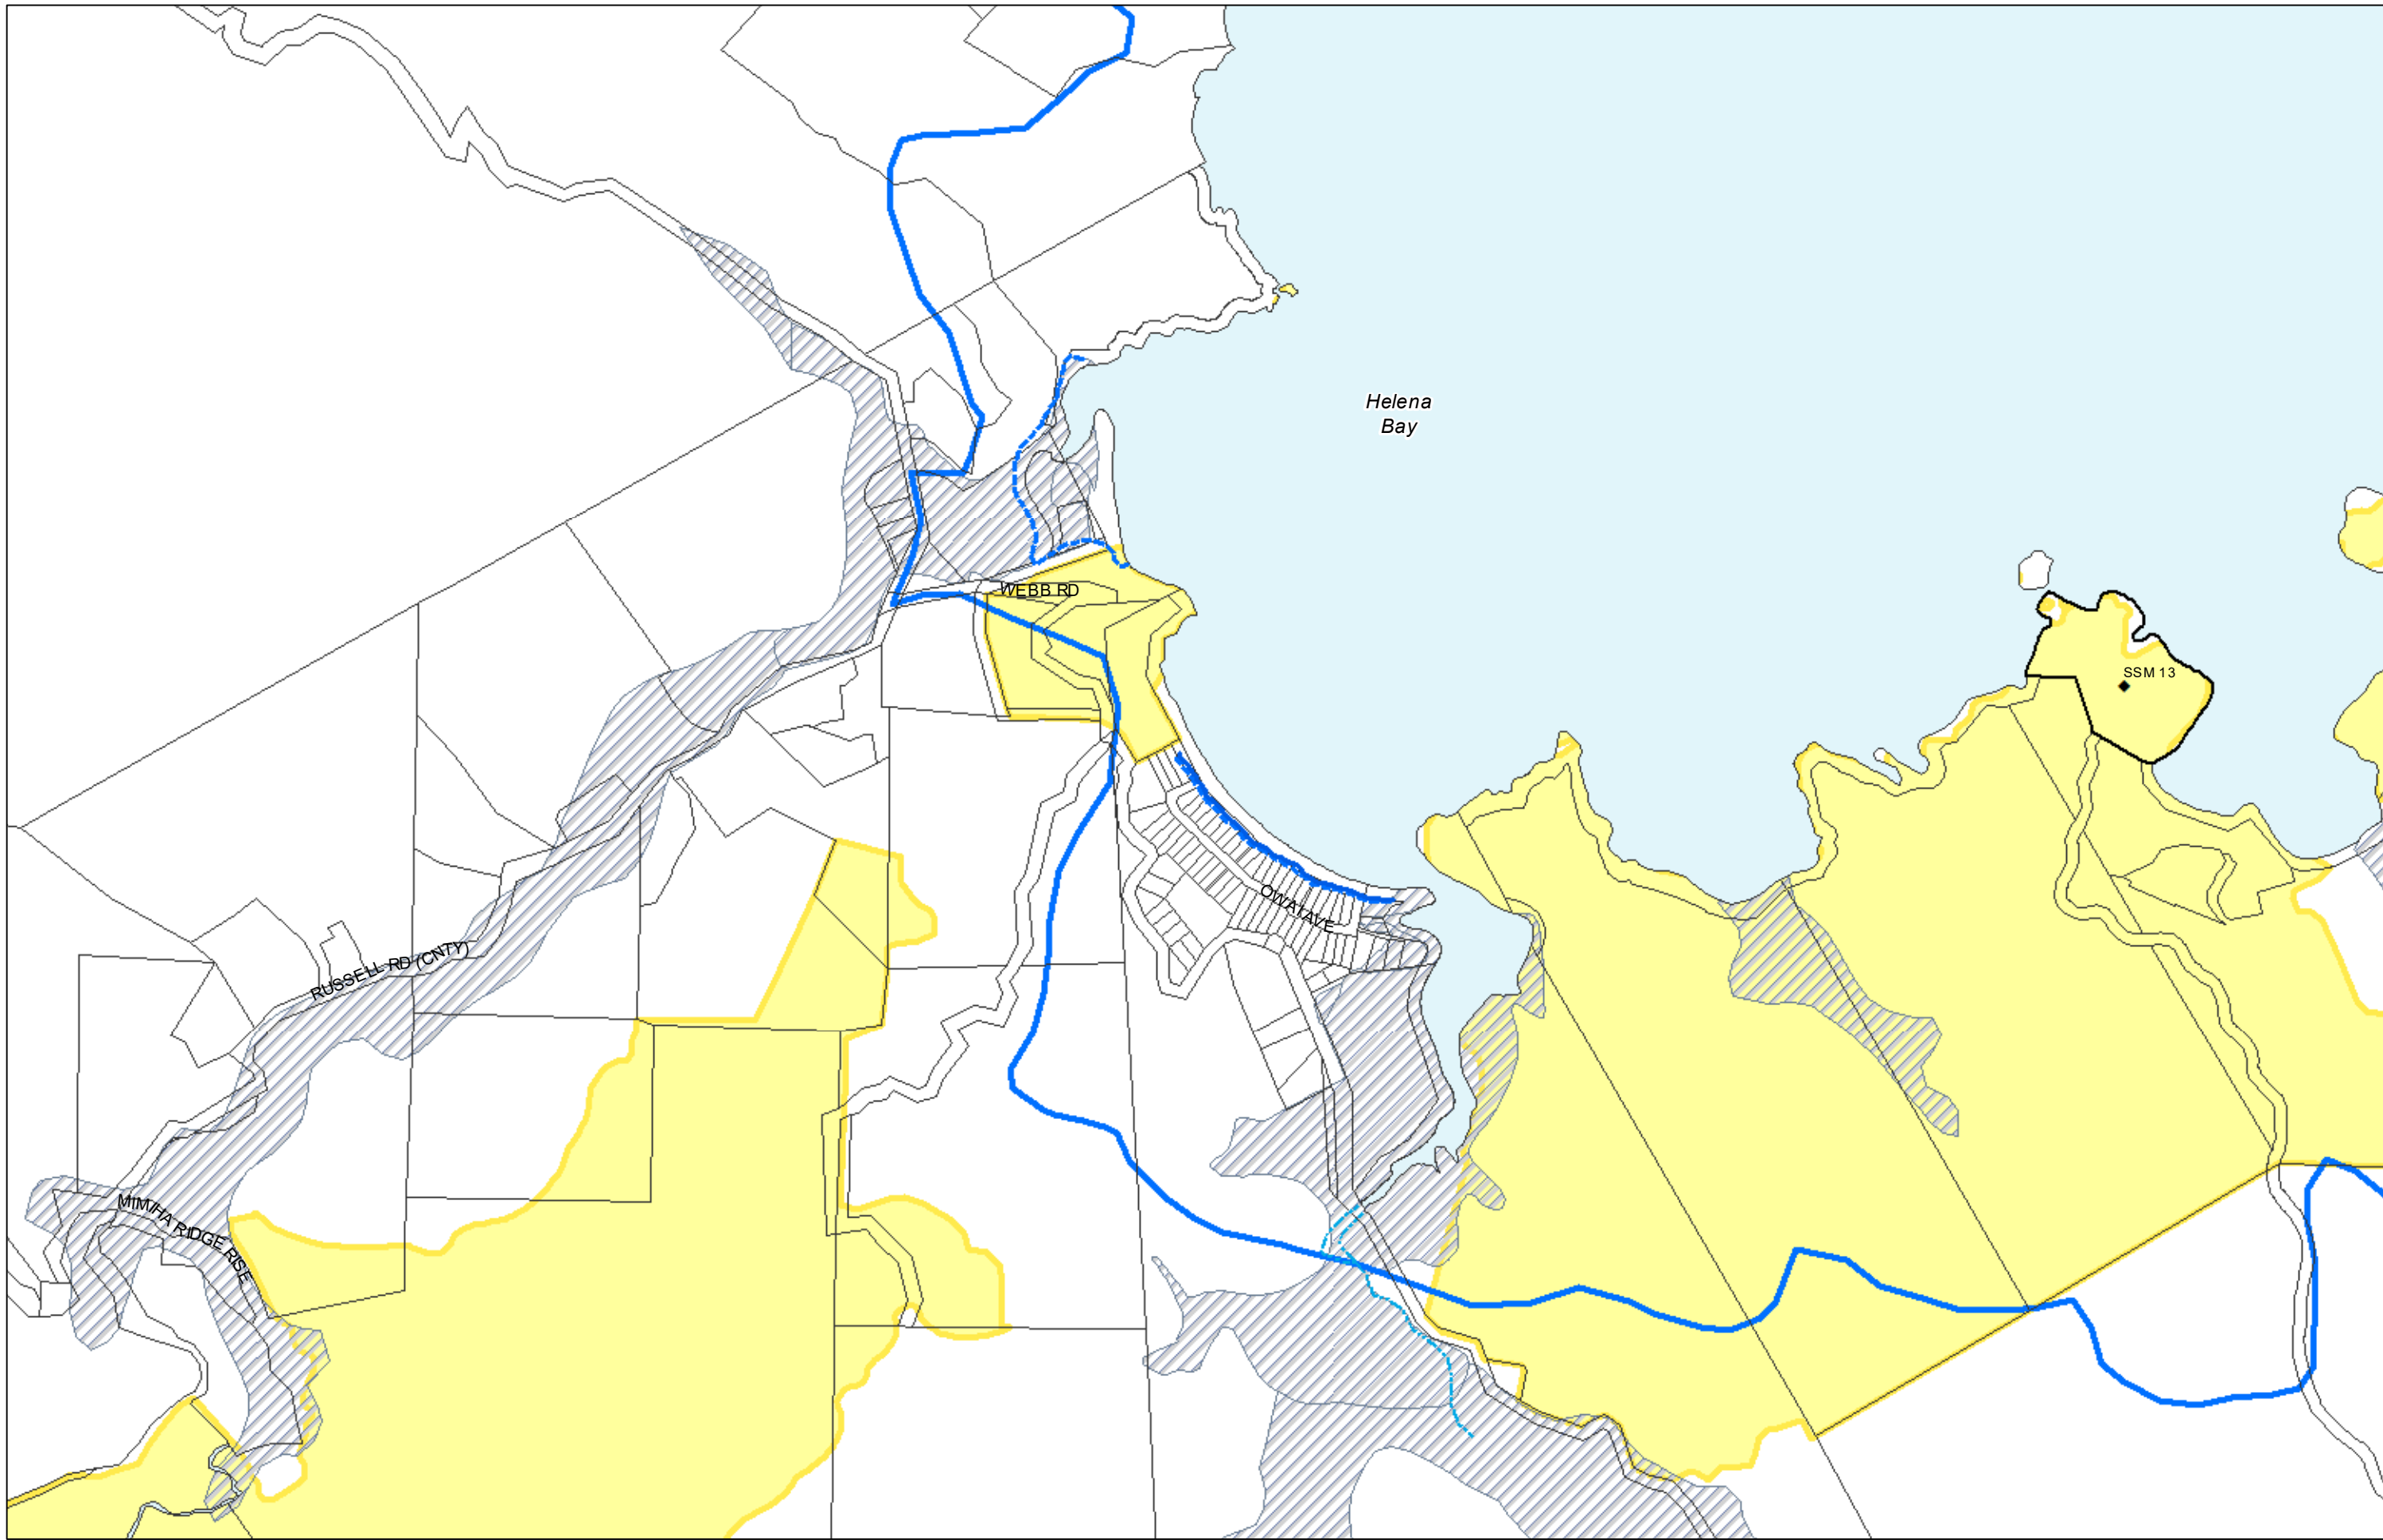 Helena
Bay
WEBB RD
SSM 13
OWAI AVE
RUSSELL RD (CNTY)
MIMIHA RIDGE RISE